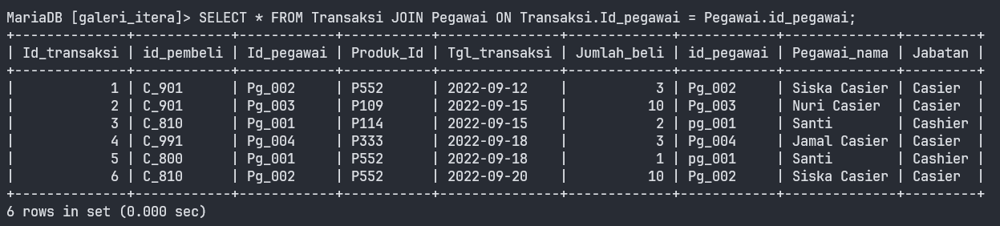 MariaDB [galeri_itera]> SELECT * FROM Transaksi JOIN Pegawai ON Transaksi.Id_pegawai = Pegawai.id_pegawai;
+--------------+------------+------------+-----------+---------------+-------------+------------+--------------+---------+
| Id_transaksi | id_pembeli | Id_pegawai | Produk_Id | Tgl_transaksi | Jumlah_beli | id_pegawai | Pegawai_nama | Jabatan |
+--------------+------------+------------+-----------+---------------+-------------+------------+--------------+---------+
|            1 | C_901      | Pg_002     | P552      | 2022-09-12    |           3 | Pg_002     | Siska Casier | Casier  |
|            2 | C_901      | Pg_003     | P109      | 2022-09-15    |          10 | Pg_003     | Nuri Casier  | Casier  |
|            3 | C_810      | Pg_001     | P114      | 2022-09-15    |           2 | pg_001     | Santi        | Cashier |
|            4 | C_991      | Pg_004     | P333      | 2022-09-18    |           3 | Pg_004     | Jamal Casier | Casier  |
|            5 | C_800      | Pg_001     | P552      | 2022-09-18    |           1 | pg_001     | Santi        | Cashier |
|            6 | C_810      | Pg_002     | P552      | 2022-09-20    |          10 | Pg_002     | Siska Casier | Casier  |
+--------------+------------+------------+-----------+---------------+-------------+------------+--------------+---------+
6 rows in set (0.000 sec)